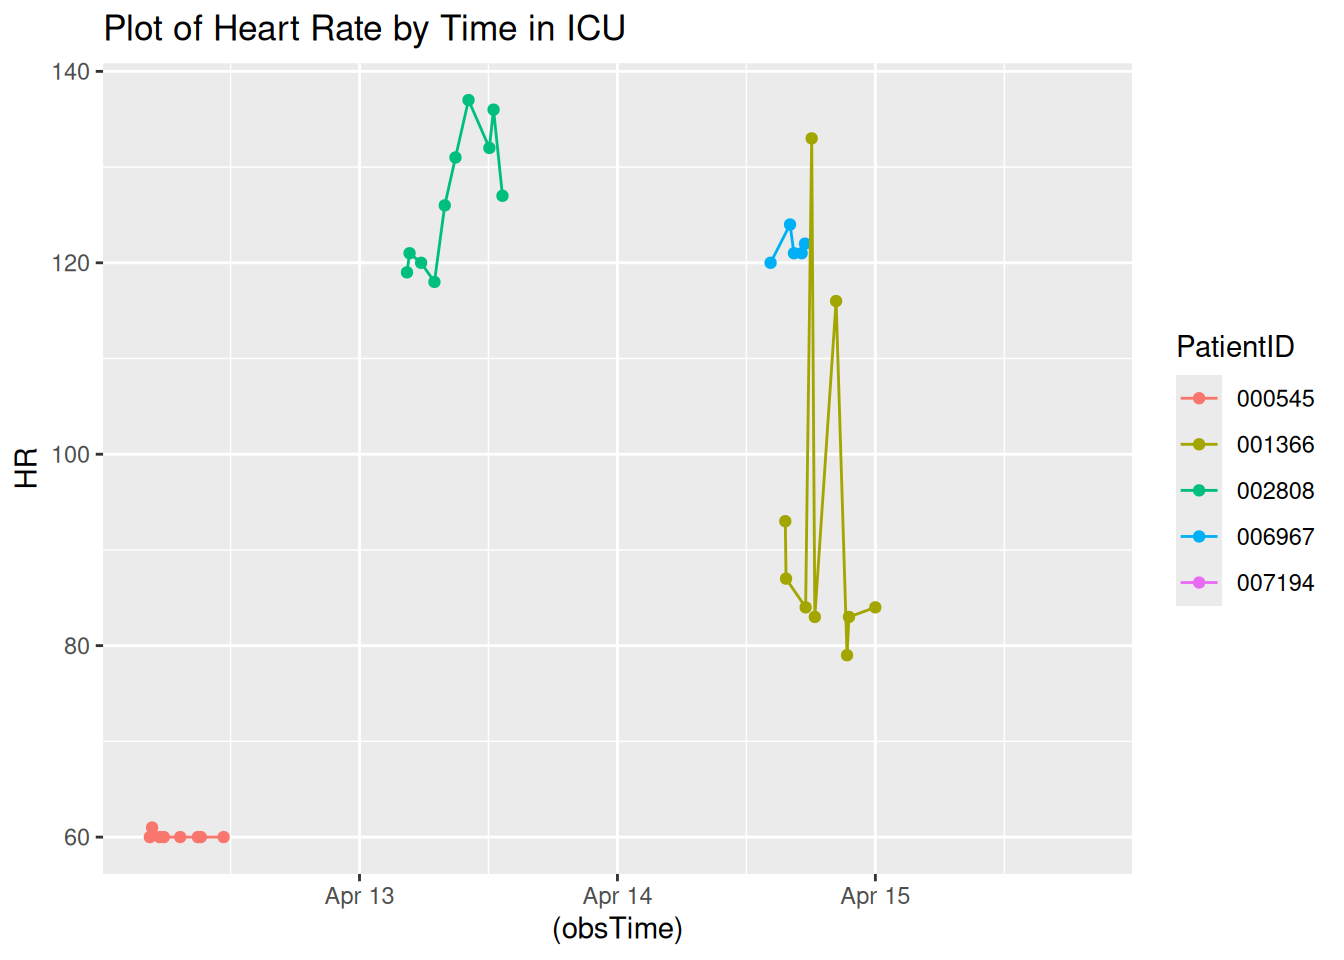 Plot of Heart Rate by Time in ICU
140
120
100
80
60
HR
Apr 13
Apr 14
Apr 15
(obsTime)
PatientID
000545
001366
002808
006967
007194